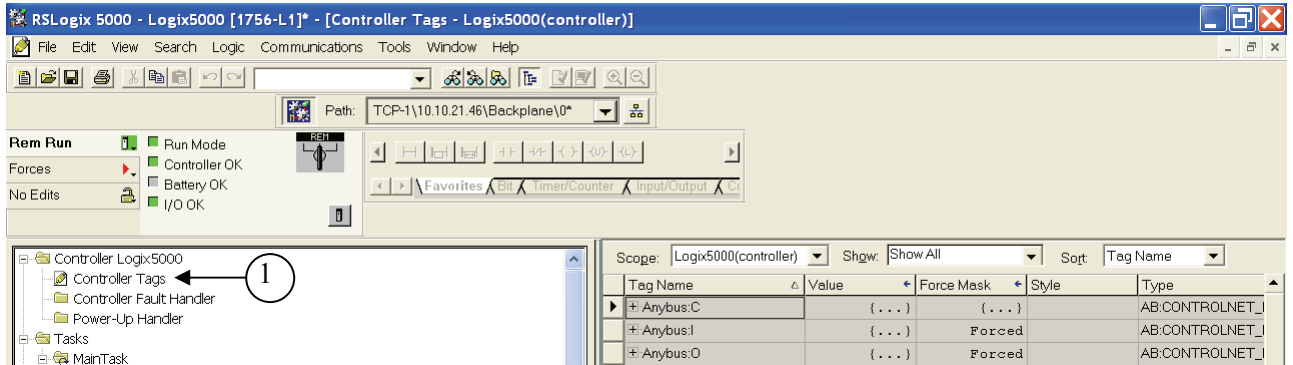 RSLogix 5000 - Logix5000 [1756-L1]* - [Controller Tags - Logix5000(controller)]
File Edit View Search Logic Communications Tools Window Help
Path: TCP-1\10.10.21.46\Backplane\0*
Rem Run
Forces
No Edits
Run Mode
Controller OK
Battery OK
I/O OK
REM
Favorites Bit Timer/Counter Input/Output
Controller Logix5000
Controller Tags
1
Controller Fault Handler
Power-Up Handler
Tasks
MainTask
Scope: Logix5000(controller) Show: Show All Sort: Tag Name
Tag Name Value Force Mask Style Type
Anybus:C {...} {...} AB:CONTROLNET_
Anybus:I {...} Forced AB:CONTROLNET_
Anybus:O {...} Forced AB:CONTROLNET_